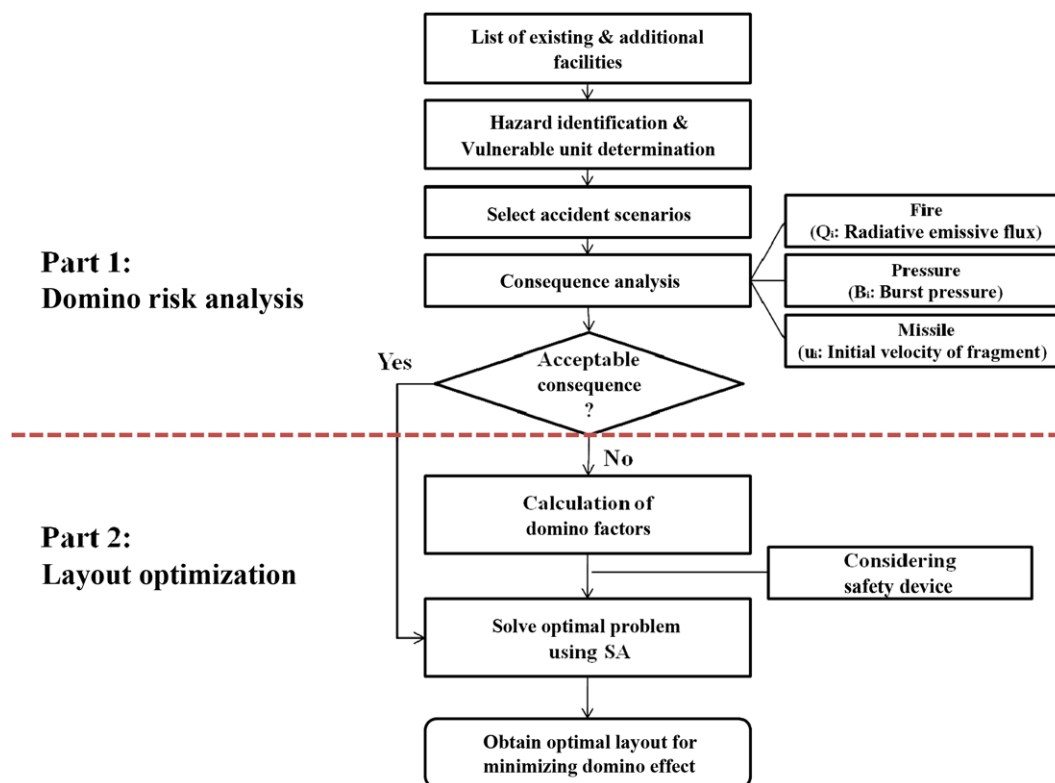 List of existing & additional
facilities
Hazard identification &
Vulnerable unit determination
Select accident scenarios
Fire
(Qi: Radiative emissive flux)
Part 1:
Domino risk analysis
Consequence analysis
Pressure
(Bi: Burst pressure)
Missile
(ui: Initial velocity of fragment)
Yes
Acceptable
consequence
?
No
Calculation of
domino factors
Part 2:
Layout optimization
Considering
safety device
Solve optimal problem
using SA
Obtain optimal layout for
minimizing domino effect